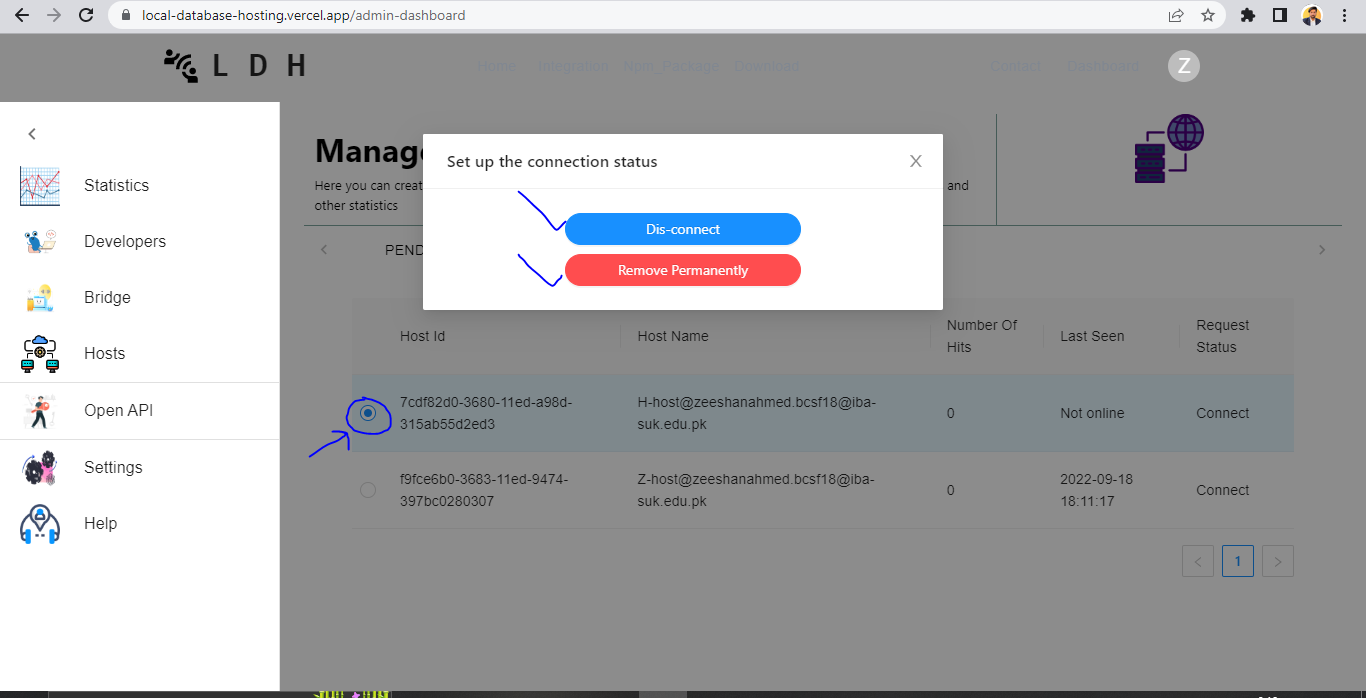 local-database-hosting.vercel.app/admin-dashboard
L D H
Home Integration Npm_Package Download Contact Dashboard Z
Statistics
Developers
Bridge
Hosts
Open API
Settings
Help
Manage
Here you can creat
and
other statistics
PEND
Set up the connection status
X
Dis-connect
Remove Permanently
Host Id Host Name Number Of Hits Last Seen Request Status
7cdf82d0-3680-11ed-a98d-
315ab55d2ed3
H-host@zeeshanahmed.bcsf18@iba-
suk.edu.pk
0
Not online
Connect
f9fce6b0-3683-11ed-9474-
397bc0280307
Z-host@zeeshanahmed.bcsf18@iba-
suk.edu.pk
0
2022-09-18
18:11:17
Connect
< 1 >